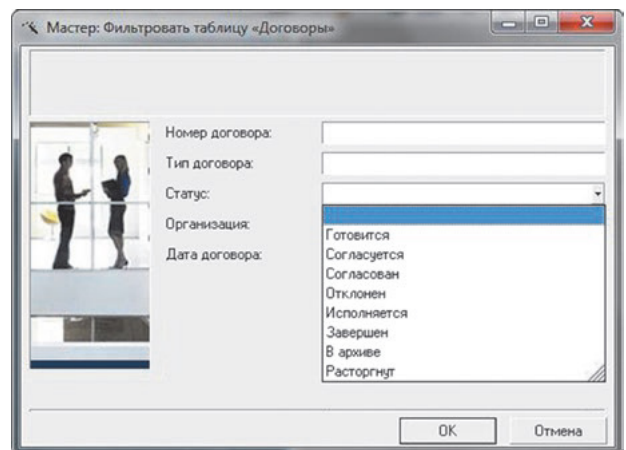 Мастер: Фильтровать таблицу «Договоры»
Номер договора:
Тип договора:
Статус:
Организация:
Готовится
Дата договора:
Согласуется
Согласован
Отклонен
Исполняется
Завершен
В архиве
Расторгнут
OK Отмена